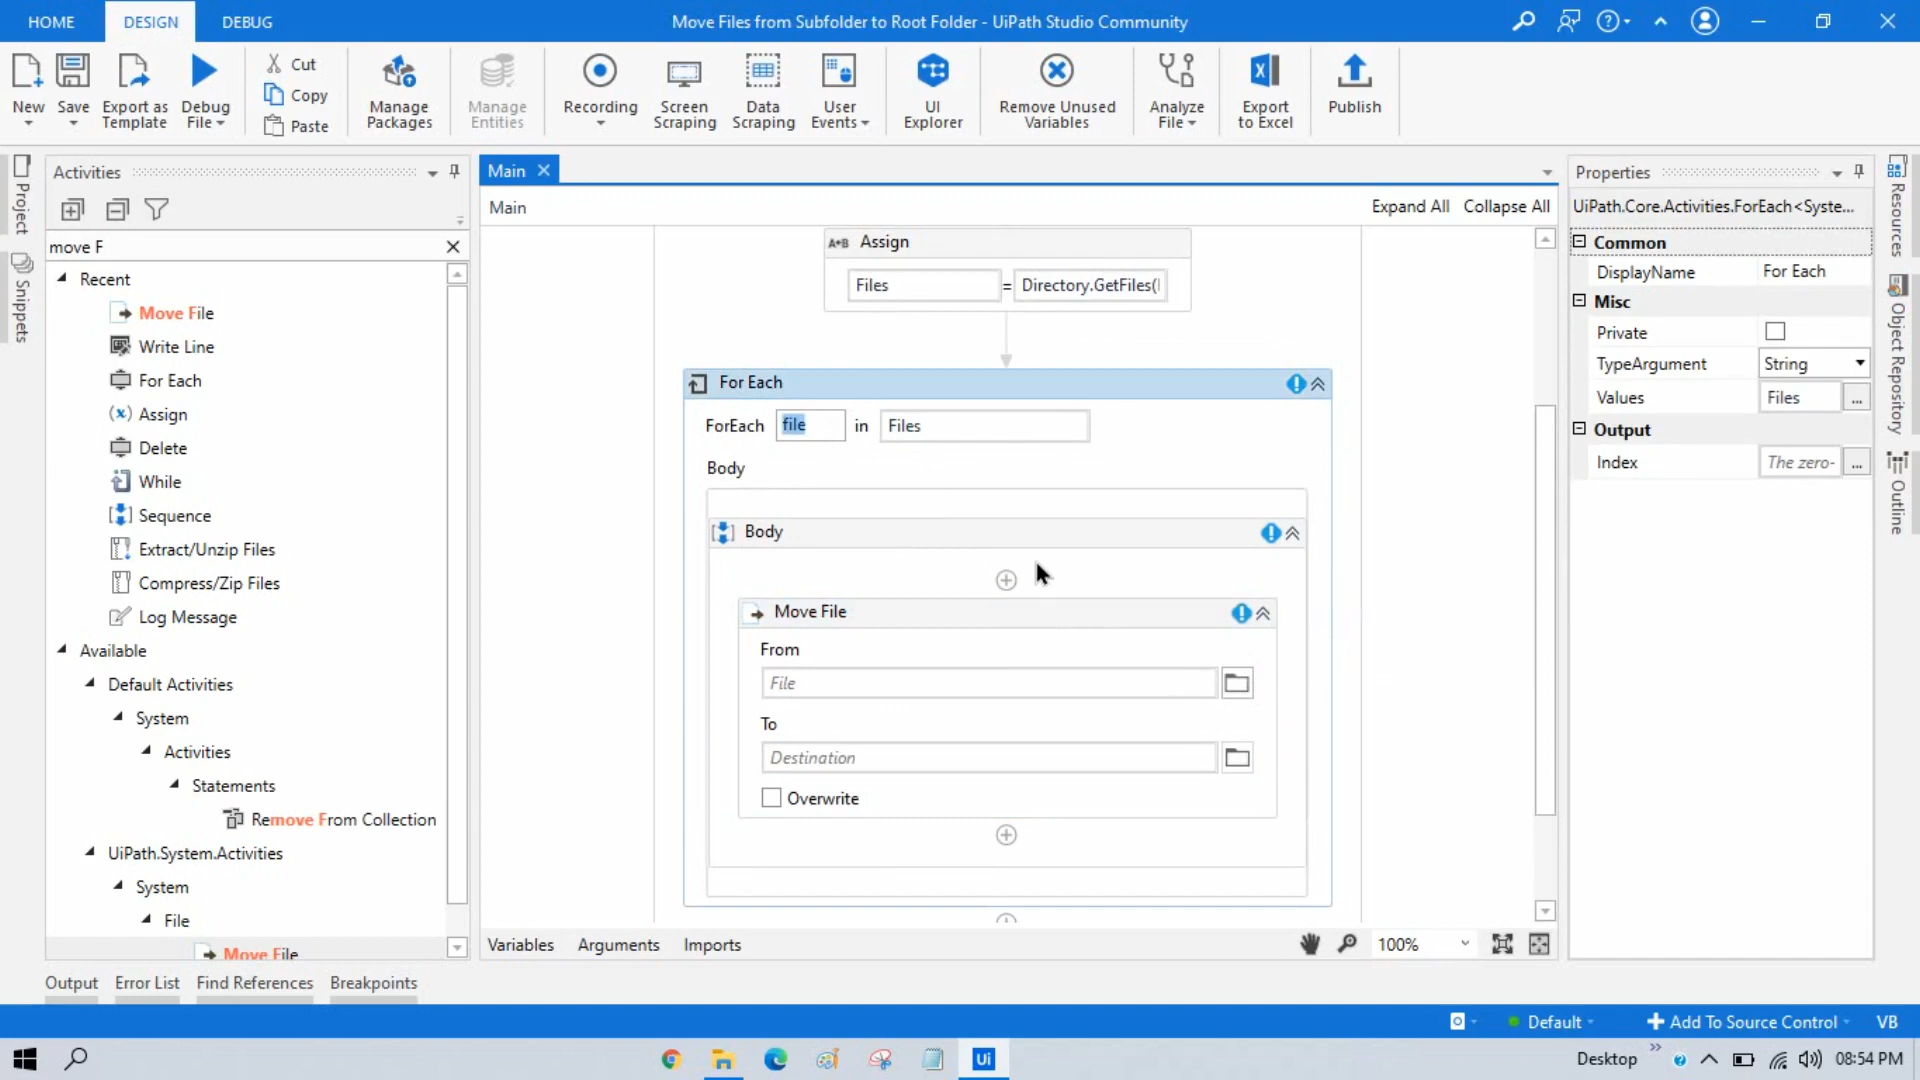 HOME DESIGN DEBUG Move Files from Subfolder to Root Folder - UiPath Studio Community
New Save Export as Template Debug File Cut Copy Paste Manage Packages Manage Entities Recording Screen Scraping Data Scraping User Events UI Explorer Remove Unused Variables Analyze File Export to Excel Publish
Project
Snippets
Activities
move F
Recent
Move File
Write Line
For Each
Assign
Delete
While
Sequence
Extract/Unzip Files
Compress/Zip Files
Log Message
Available
Default Activities
System
Activities
Statements
Remove From Collection
UiPath.System.Activities
System
File
Move File
Main
Main Expand All Collapse All
A+B Assign
Files = Directory.GetFiles(
For Each
ForEach file in Files
Body
Body
Move File
From
File
To
Destination
Overwrite
Variables Arguments Imports 100%
Properties
UiPath.Core.Activities.ForEach<Syste...
Common
DisplayName For Each
Misc
Private
TypeArgument String
Values Files ...
Output
Index The zero- ...
Resources
Object Repository
Outline
Output Error List Find References Breakpoints
Default Add To Source Control VB
Ui Desktop 08:54 PM